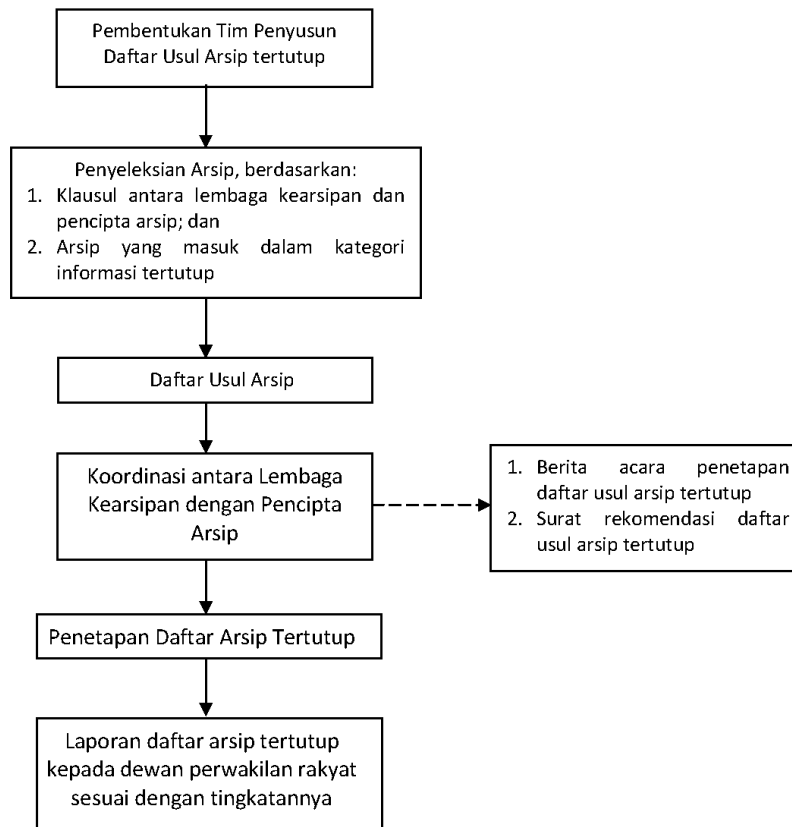 Pembentukan Tim Penyusun
Daftar Usul Arsip tertutup
Penyeleksian Arsip, berdasarkan:
1. Klausul antara lembaga kearsipan dan
pencipta arsip; dan
2. Arsip yang masuk dalam kategori
informasi tertutup
Daftar Usul Arsip
Koordinasi antara Lembaga
Kearsipan dengan Pencipta
Arsip
1. Berita acara penetapan
daftar usul arsip tertutup
2. Surat rekomendasi daftar
usul arsip tertutup
Penetapan Daftar Arsip Tertutup
Laporan daftar arsip tertutup
kepada dewan perwakilan rakyat
sesuai dengan tingkatannya